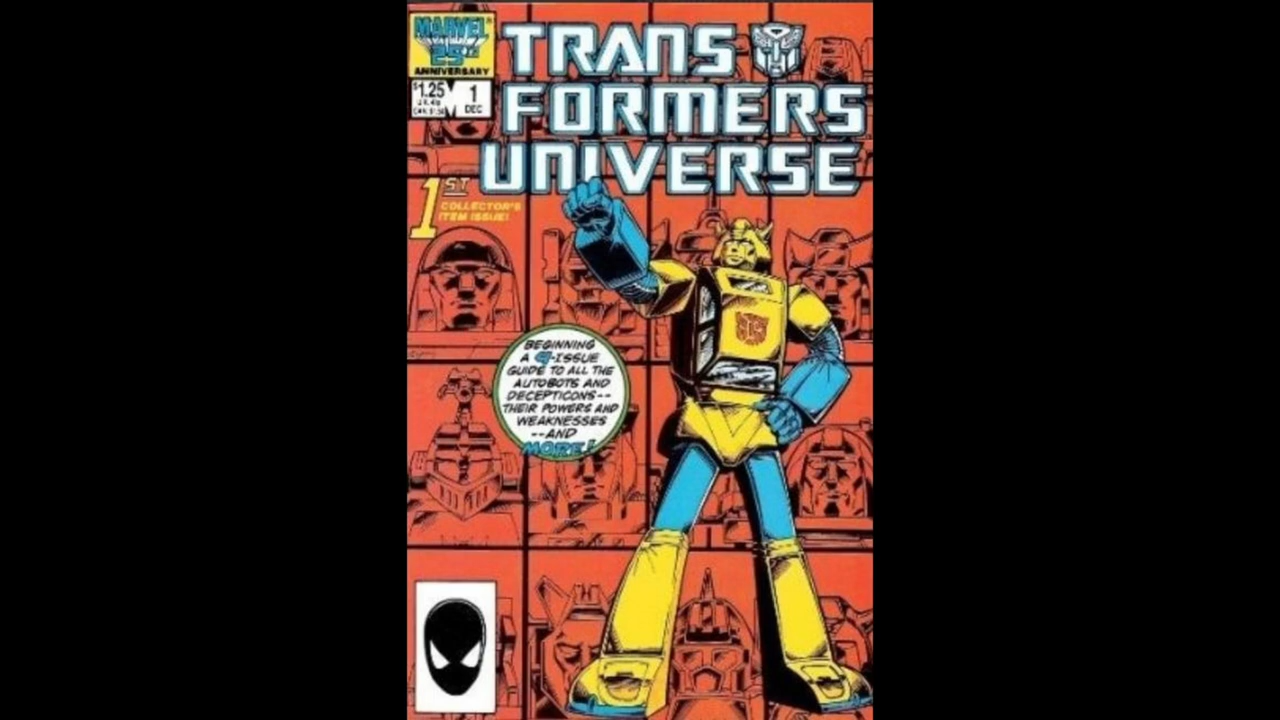 MARVEL
25TH
ANNIVERSARY
$1.25
1
DEC
TRANS
FORMERS
UNIVERSE
1ST
COLLECTOR'S
ITEM ISSUE!
BEGINNING
A 4-ISSUE
GUIDE TO ALL THE
AUTOBOTS AND
DECEPTICONS--
THEIR POWERS AND
WEAKNESSES
--AND
MORE!